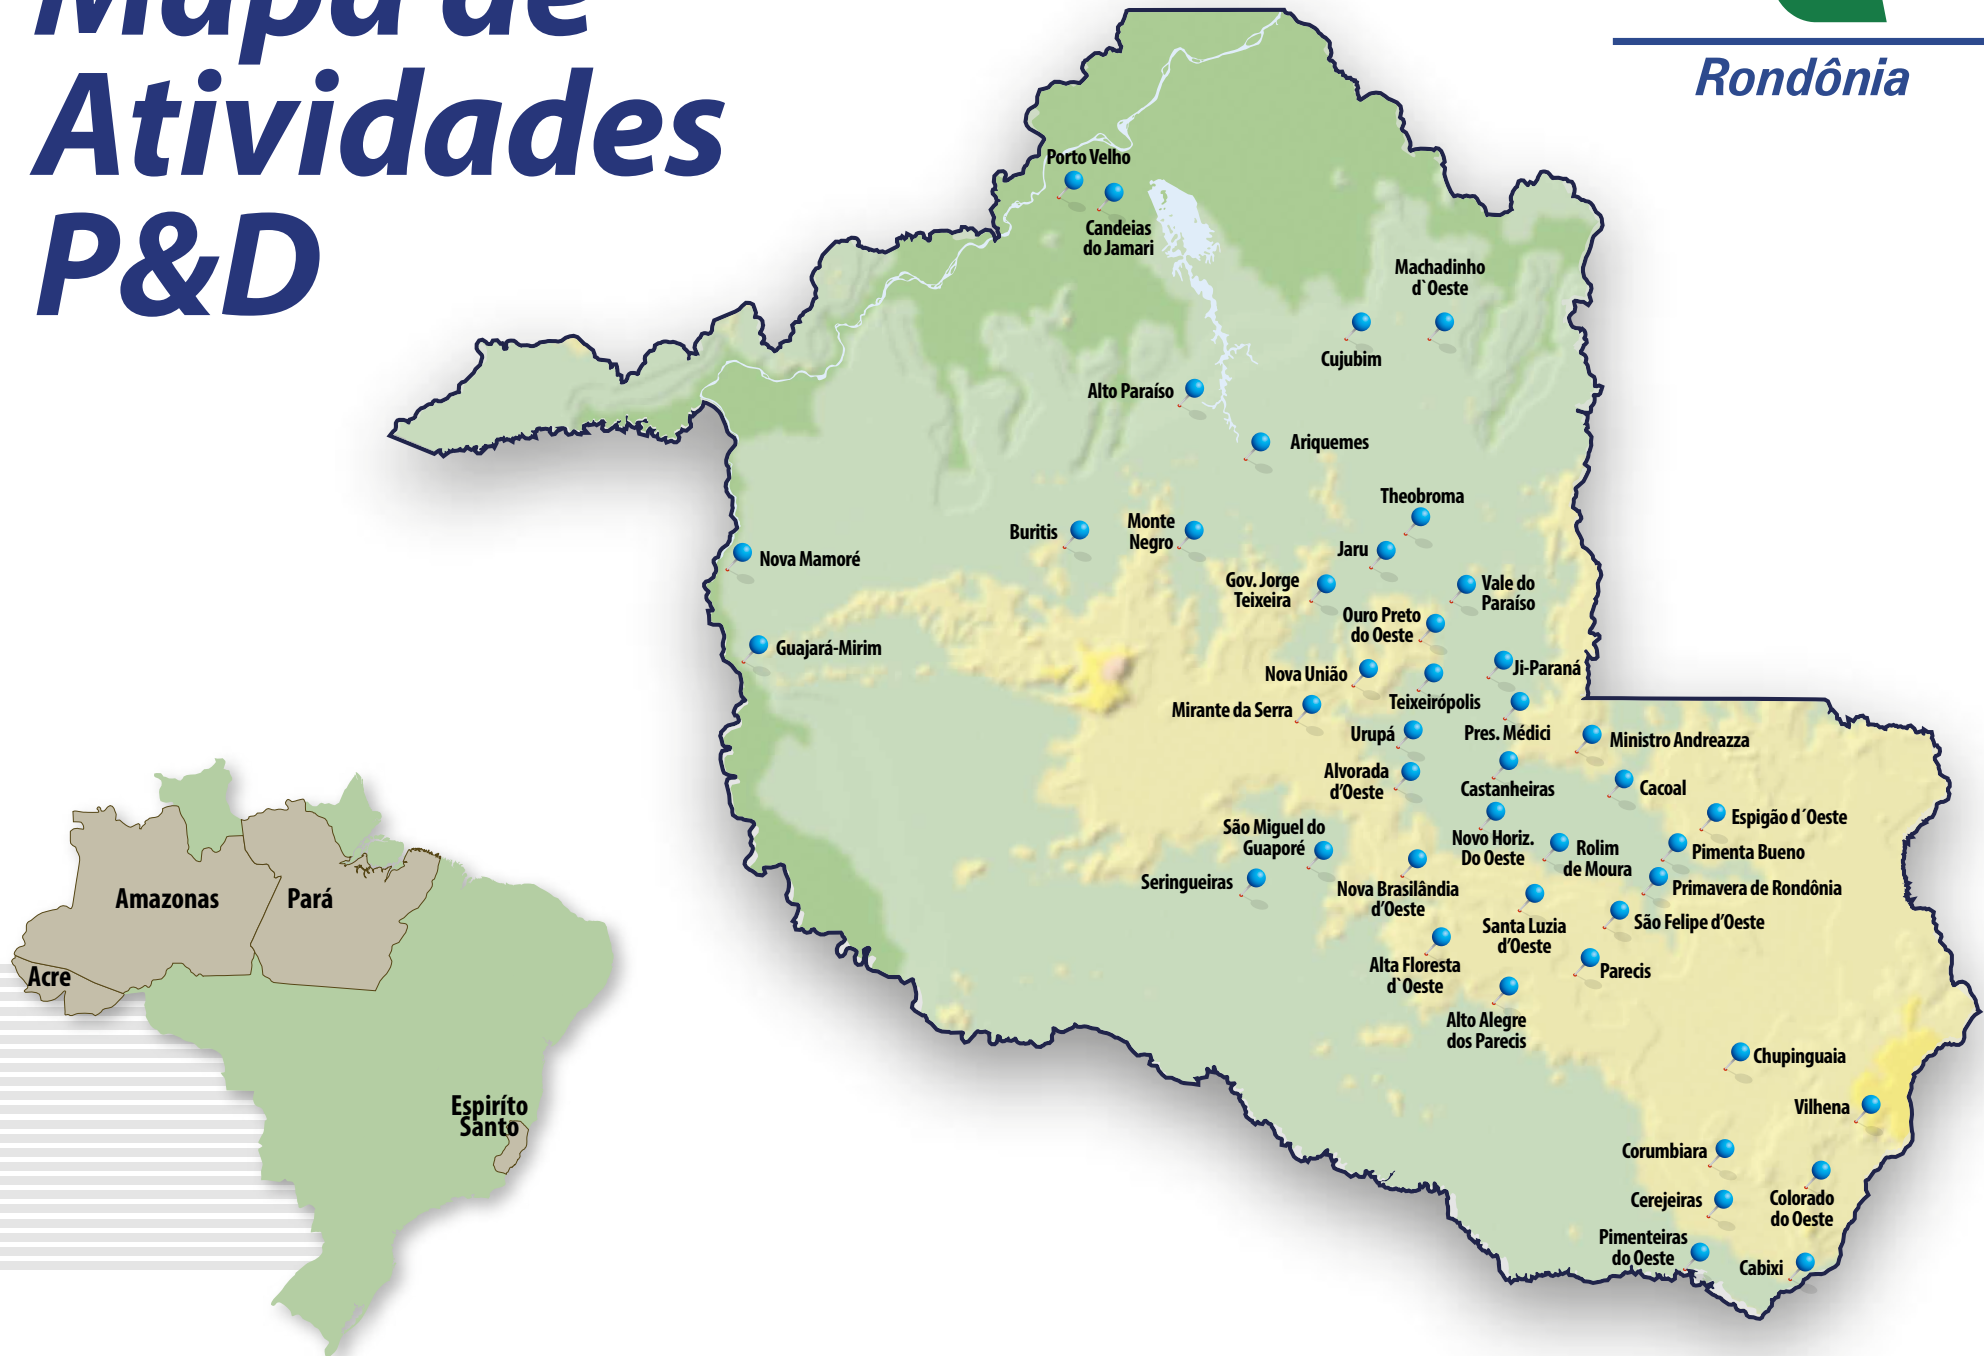 Mapa de
Atividades
P&D
Rondônia
Porto Velho
Candeias
do Jamari
Machadinho
d`Oeste
Cujubim
Alto Paraíso
Ariquemes
Theobroma
Buritis
Monte
Negro
Jaru
Nova Mamoré
Gov. Jorge
Teixeira
Vale do
Paraíso
Ouro Preto
do Oeste
Guajará-Mirim
Nova União
Ji-Paraná
Teixeirópolis
Mirante da Serra
Urupá
Pres. Médici
Ministro Andreazza
Alvorada
d'Oeste
Castanheiras
Cacoal
Espigão d´Oeste
São Miguel do
Guaporé
Novo Horiz.
Do Oeste
Rolim
de Moura
Pimenta Bueno
Seringueiras
Nova Brasilândia
d'Oeste
Primavera de Rondônia
Santa Luzia
d'Oeste
São Felipe d'Oeste
Alta Floresta
d`Oeste
Parecis
Alto Alegre
dos Parecis
Chupinguaia
Vilhena
Corumbiara
Cerejeiras
Colorado
do Oeste
Pimenteiras
do Oeste
Cabixi
Amazonas
Pará
Acre
Espiríto
Santo